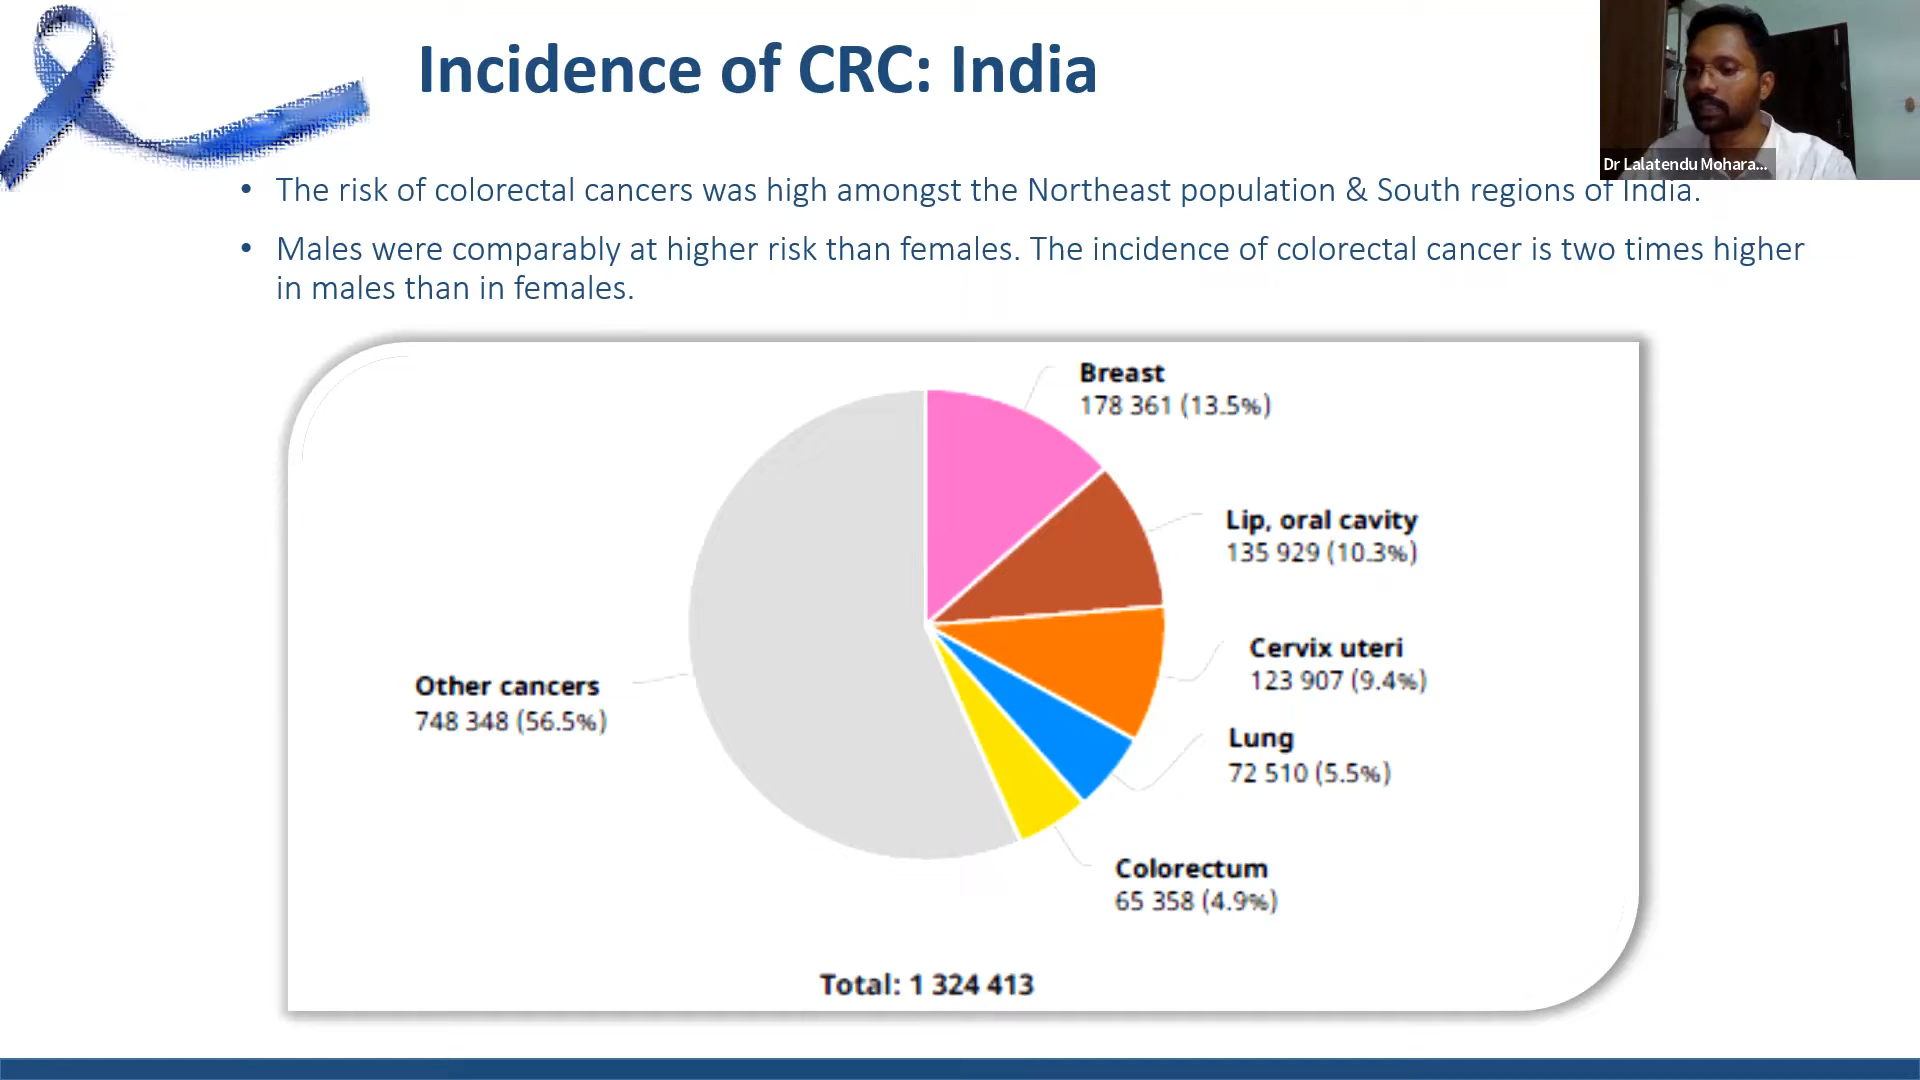 Incidence of CRC: India
Dr Lalatendu Mohara...
• The risk of colorectal cancers was high amongst the Northeast population & South regions of India.
• Males were comparably at higher risk than females. The incidence of colorectal cancer is two times higher
in males than in females.
Breast
178 361 (13.5%)
Lip, oral cavity
135 929 (10.3%)
Cervix uteri
123 907 (9.4%)
Other cancers
748 348 (56.5%)
Lung
72 510 (5.5%)
Colorectum
65 358 (4.9%)
Total: 1 324 413